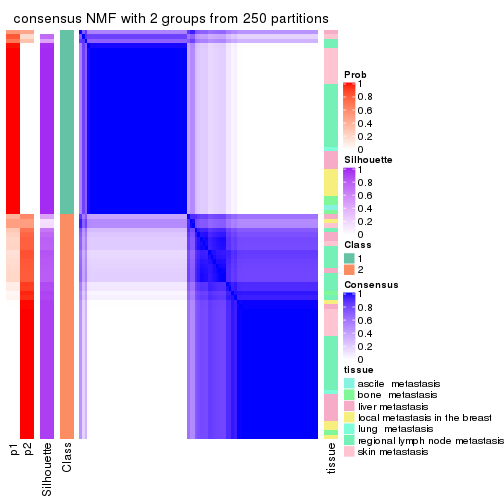 consensus NMF with 2 groups from 250 partitions
Prob
1
0.8
0.6
0.4
0.2
0
Silhouette
1
0.8
0.6
0.4
0.2
0
Class
1
2
Consensus
1
0.8
0.6
0.4
0.2
0
tissue
ascite metastasis
bone metastasis
liver metastasis
local metastasis in the breast
lung metastasis
regional lymph node metastasis
skin metastasis
p1
p2
Silhouette
Class
tissue